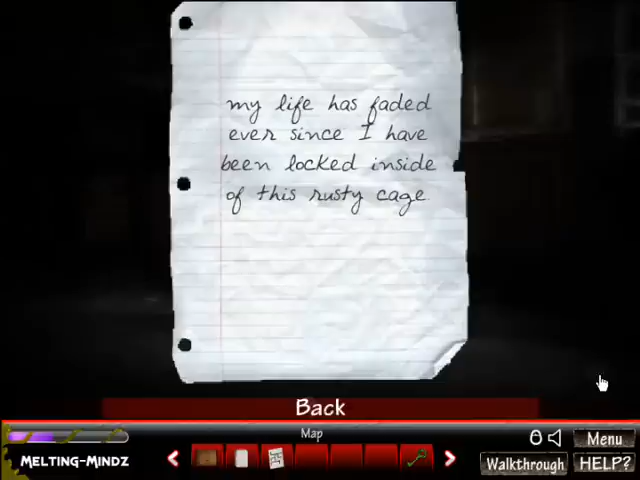 my life has faded
ever since I have
been locked inside
of this rusty cage
Back
Map
Menu
MELTING-MINDZ
Walkthrough
HELP?